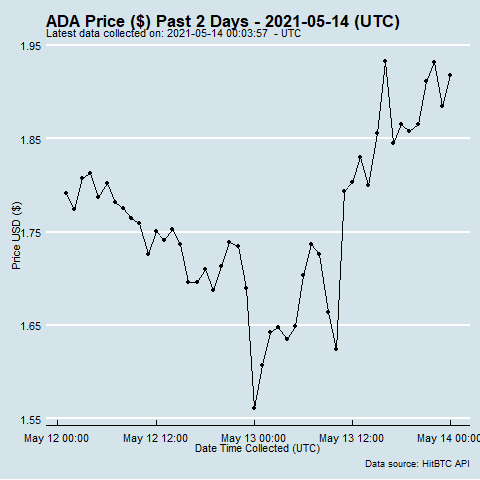 ADA Price ($) Past 2 Days - 2021-05-14 (UTC)
Latest data collected on: 2021-05-14 00:03:57 - UTC
1.95
1.85
1.75
1.65
1.55
Price USD ($)
May 12 00:00 May 12 12:00 May 13 00:00 May 13 12:00 May 14 00:00
Date Time Collected (UTC)
Data source: HitBTC API